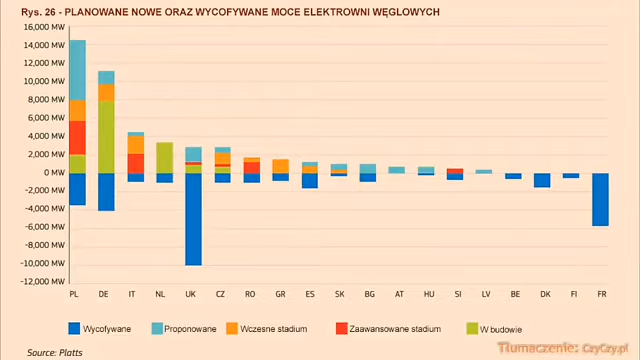 Rys. 26 - PLANOWANE NOWE ORAZ WYCOFYWANE MOCE ELEKTROWNI WĘGLOWYCH
16,000 MW
14,000 MW
12,000 MW
10,000 MW
8,000 MW
6,000 MW
4,000 MW
2,000 MW
0 MW
-2,000 MW
-4,000 MW
-6,000 MW
-8,000 MW
-10,000 MW
-12,000 MW
PL DE IT NL UK CZ RO GR ES SK BG AT HU SI LV BE DK FI FR
Wycofywane Proponowane Wczesne stadium Zaawansowane stadium W budowie
Source: Platts
Tłumaczenie: CzyCzy.pl